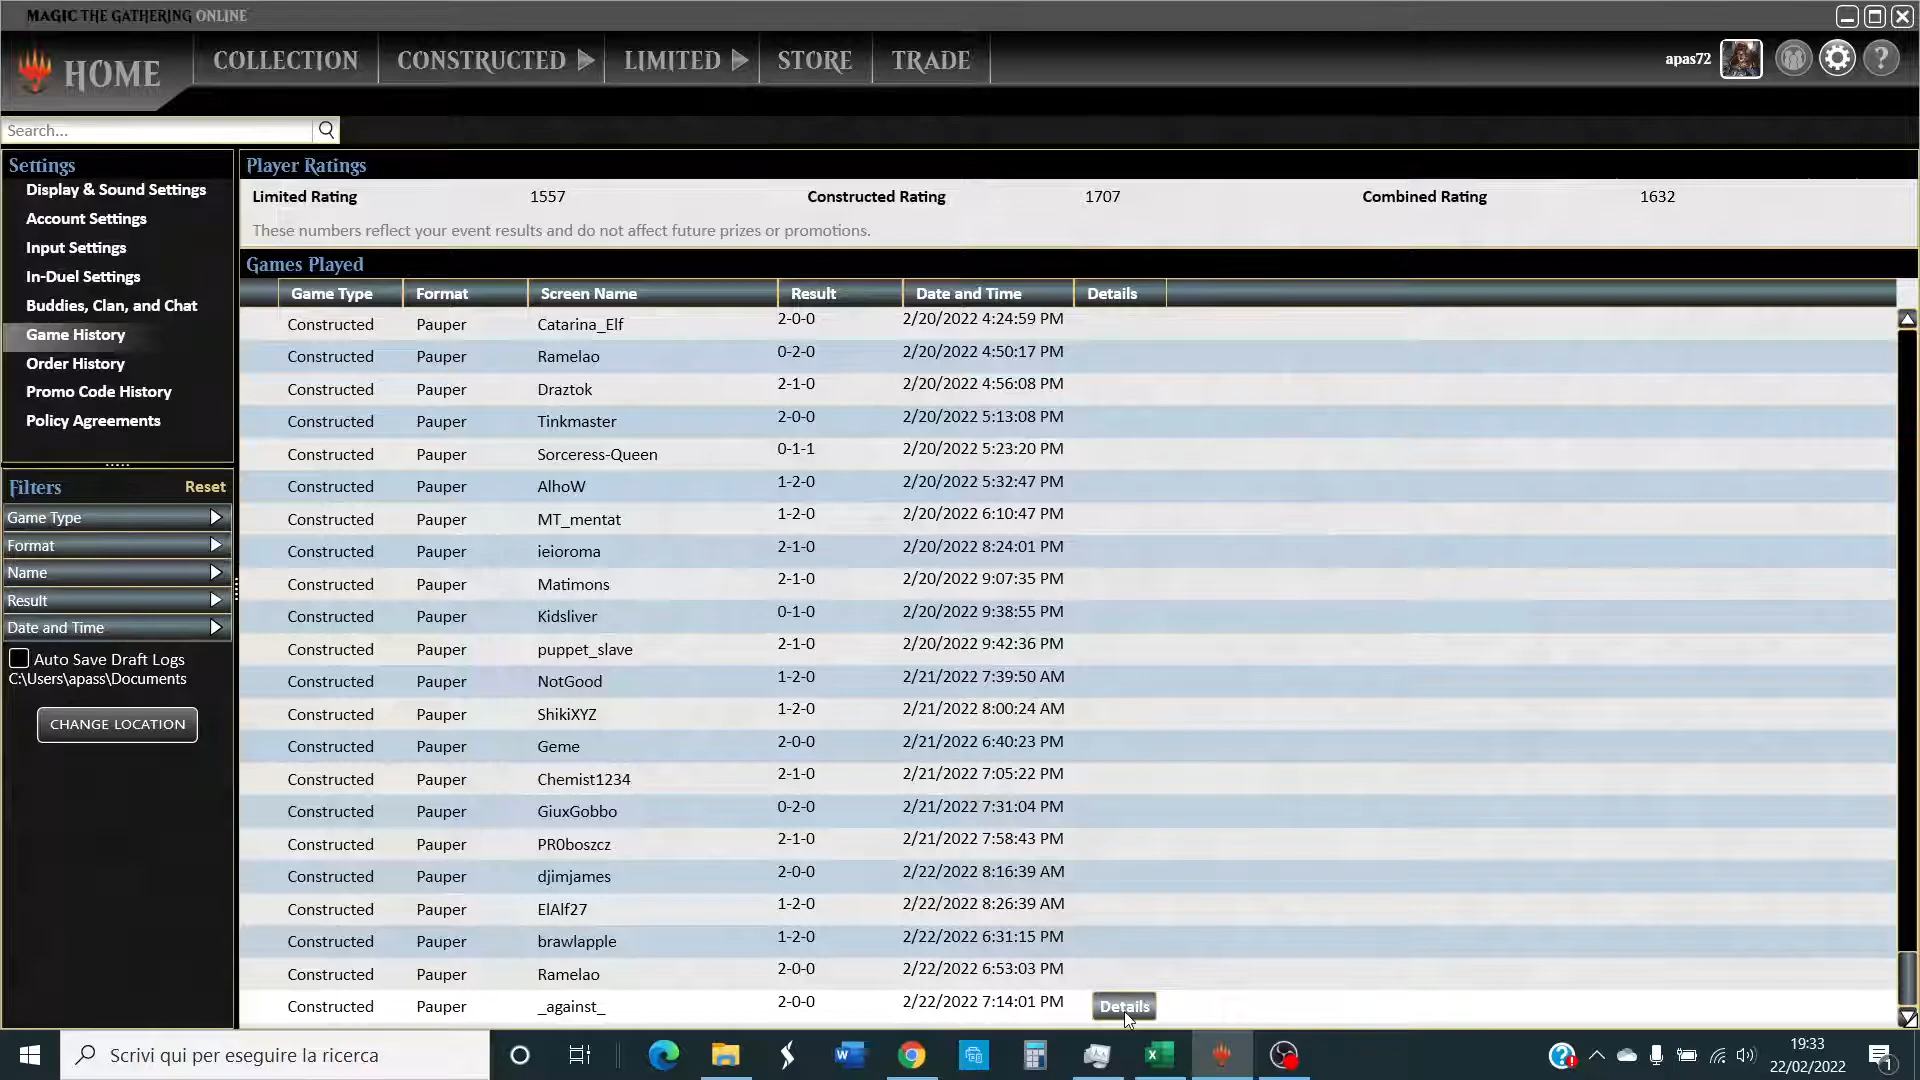 MAGIC THE GATHERING ONLINE
HOME COLLECTION CONSTRUCTED LIMITED STORE TRADE apas72 ?
Search...
Settings
Display & Sound Settings
Account Settings
Input Settings
In-Duel Settings
Buddies, Clan, and Chat
Game History
Order History
Promo Code History
Policy Agreements
Filters Reset
Game Type
Format
Name
Result
Date and Time
Auto Save Draft Logs
C:\Users\apass\Documents
CHANGE LOCATION
Player Ratings
Limited Rating 1557 Constructed Rating 1707 Combined Rating 1632
These numbers reflect your event results and do not affect future prizes or promotions.
Games Played
Game Type Format Screen Name Result Date and Time Details
Constructed Pauper Catarina_Elf 2-0-0 2/20/2022 4:24:59 PM
Constructed Pauper Ramelao 0-2-0 2/20/2022 4:50:17 PM
Constructed Pauper Draztok 2-1-0 2/20/2022 4:56:08 PM
Constructed Pauper Tinkmaster 2-0-0 2/20/2022 5:13:08 PM
Constructed Pauper Sorceress-Queen 0-1-1 2/20/2022 5:23:20 PM
Constructed Pauper AlhoW 1-2-0 2/20/2022 5:32:47 PM
Constructed Pauper MT_mentat 1-2-0 2/20/2022 6:10:47 PM
Constructed Pauper ieioroma 2-1-0 2/20/2022 8:24:01 PM
Constructed Pauper Matimons 2-1-0 2/20/2022 9:07:35 PM
Constructed Pauper Kidsliver 0-1-0 2/20/2022 9:38:55 PM
Constructed Pauper puppet_slave 2-1-0 2/20/2022 9:42:36 PM
Constructed Pauper NotGood 1-2-0 2/21/2022 7:39:50 AM
Constructed Pauper ShikiXYZ 1-2-0 2/21/2022 8:00:24 AM
Constructed Pauper Geme 2-0-0 2/21/2022 6:40:23 PM
Constructed Pauper Chemist1234 2-1-0 2/21/2022 7:05:22 PM
Constructed Pauper GiuxGobbo 0-2-0 2/21/2022 7:31:04 PM
Constructed Pauper PR0boszcz 2-1-0 2/21/2022 7:58:43 PM
Constructed Pauper djimjames 2-0-0 2/22/2022 8:16:39 AM
Constructed Pauper ElAlf27 1-2-0 2/22/2022 8:26:39 AM
Constructed Pauper brawlapple 1-2-0 2/22/2022 6:31:15 PM
Constructed Pauper Ramelao 2-0-0 2/22/2022 6:53:03 PM
Constructed Pauper _against_ 2-0-0 2/22/2022 7:14:01 PM Details
Scrivi qui per eseguire la ricerca
19:33
22/02/2022
1